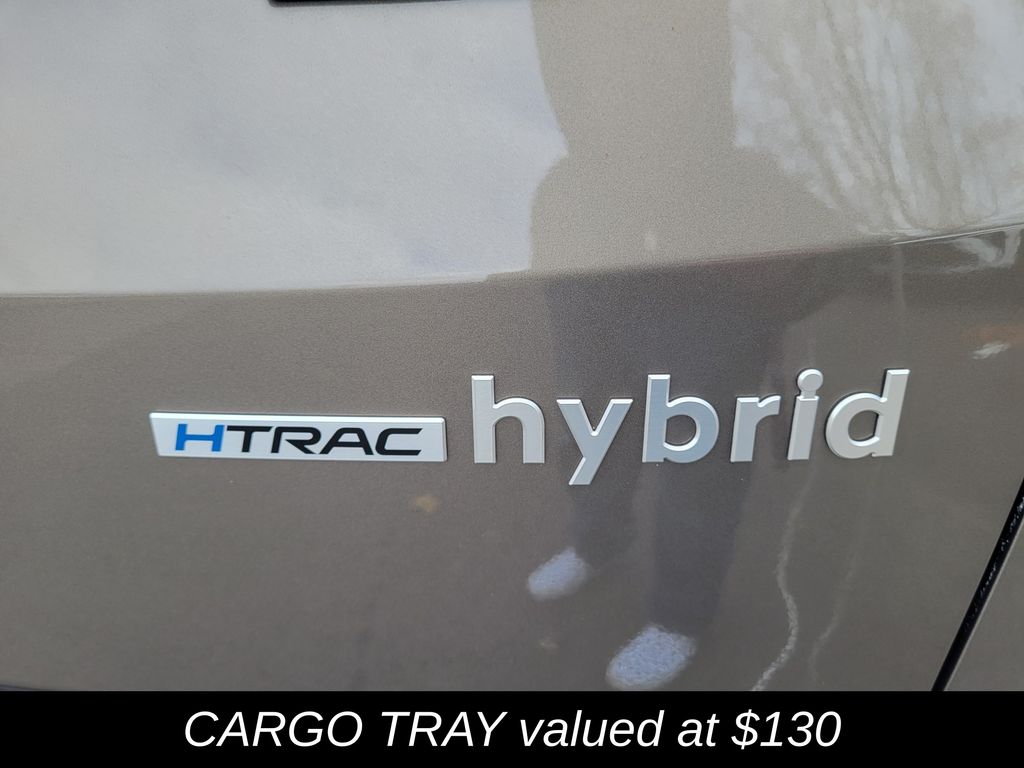 HTRAC hybrid
CARGO TRAY valued at $130